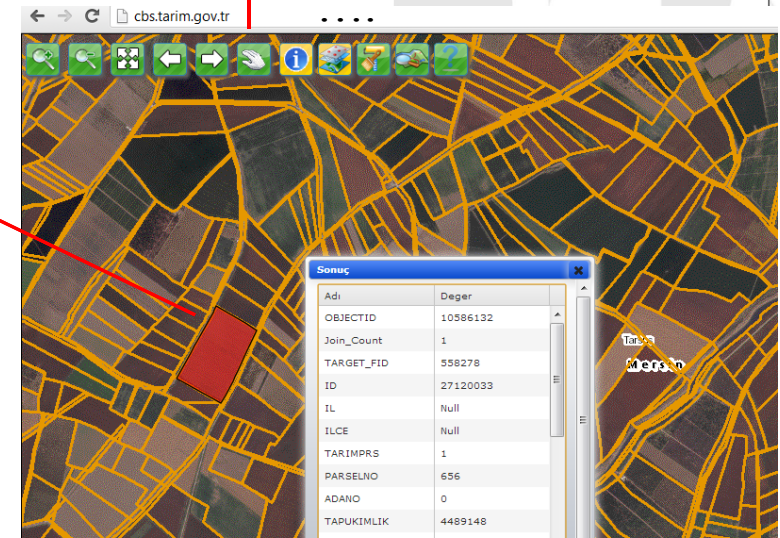 cbs.tarim.gov.tr
....
Sonuç
Adı Deger
OBJECTID 10586132
Join_Count 1
TARGET_FID 558278
ID 27120033
IL Null
ILCE Null
TARIMPRS 1
PARSELNO 656
ADANO 0
TAPUKIMLIK 4489148
Tarsus
Mersin